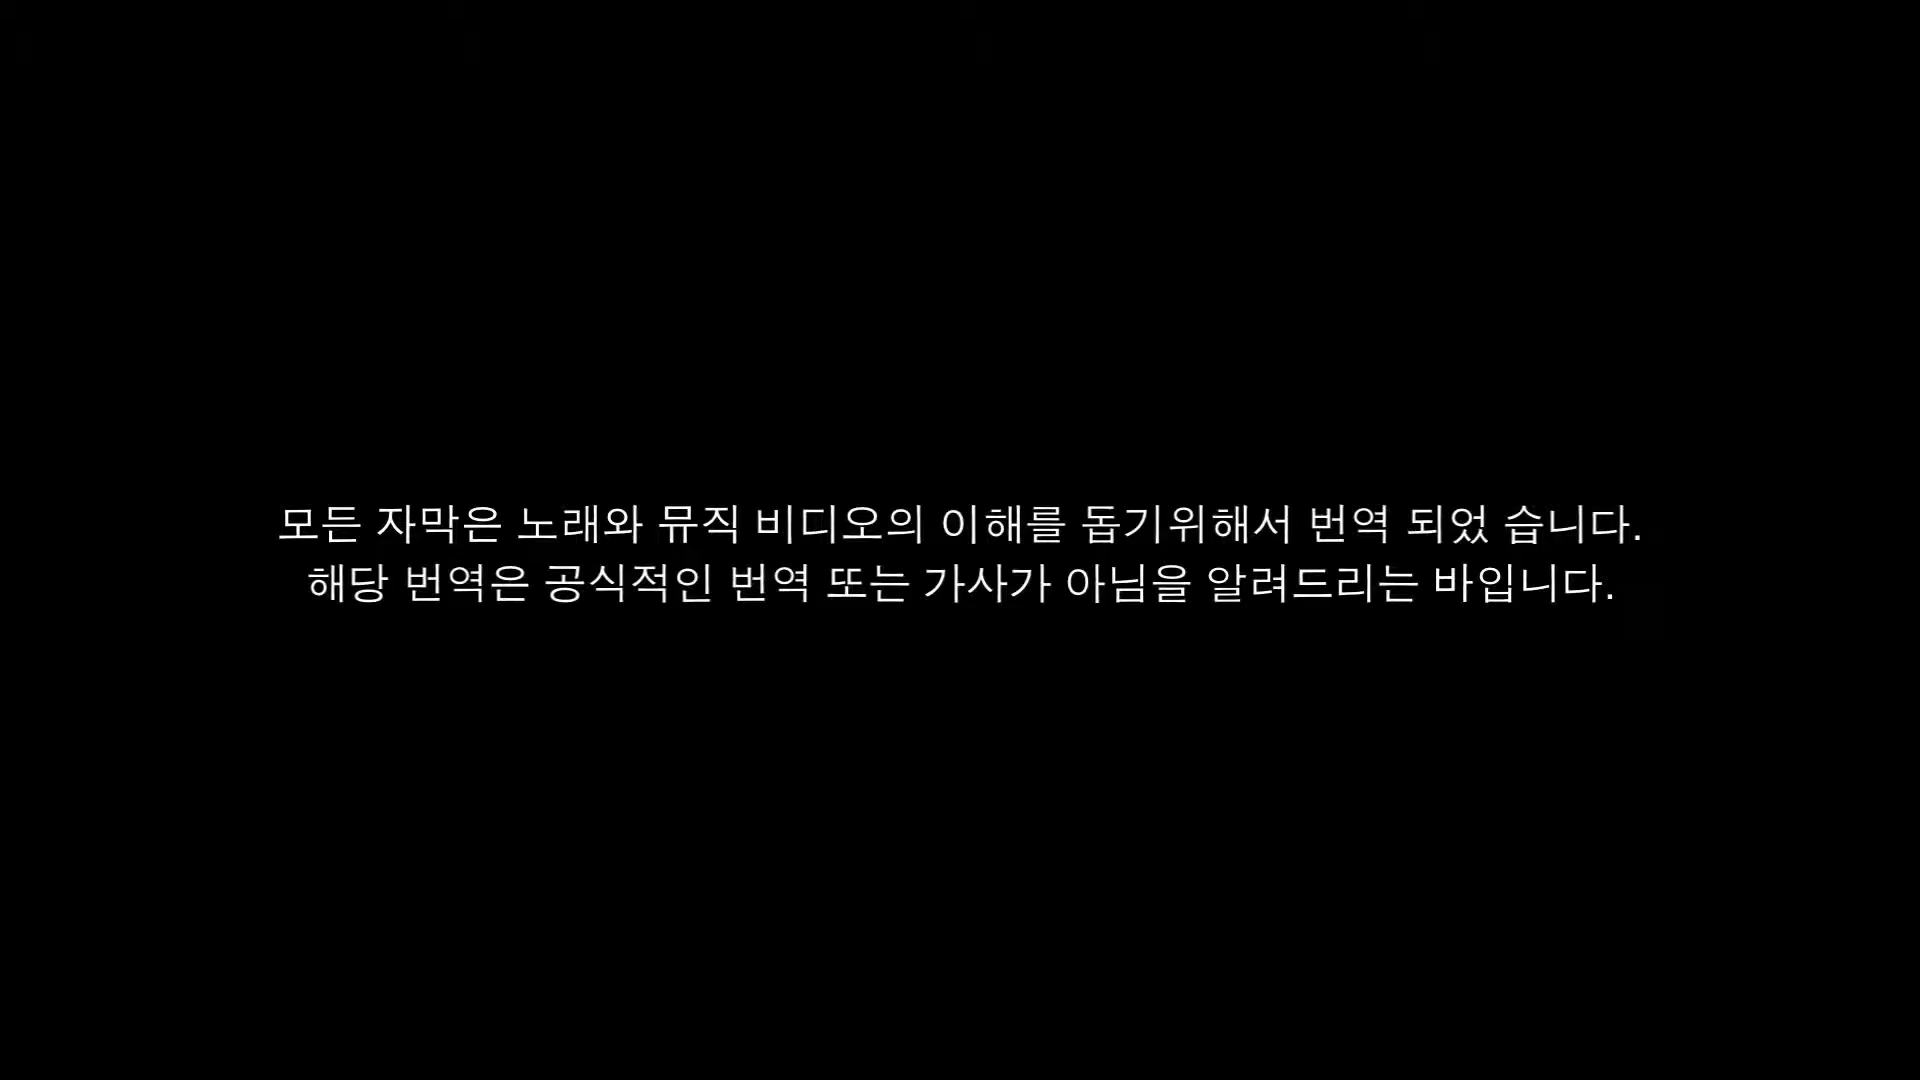 모든 자막은 노래와 뮤직 비디오의 이해를 돕기위해서 번역 되었 습니다.
해당 번역은 공식적인 번역 또는 가사가 아님을 알려드리는 바입니다.